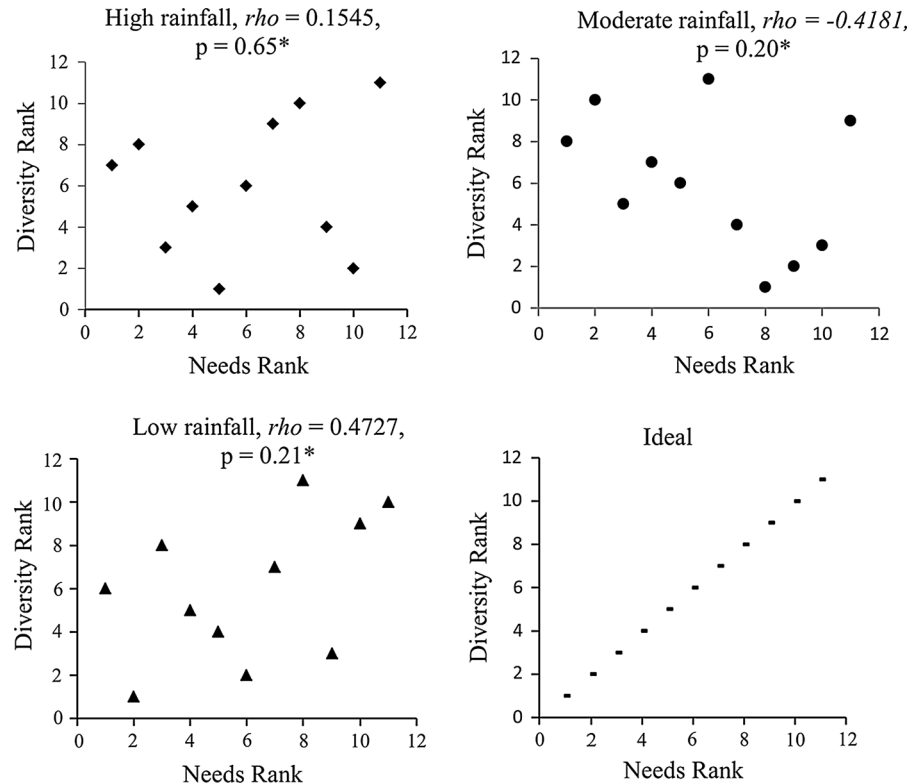 High rainfall, rho = 0.1545,
p = 0.65*
12
10
8
6
4
2
0
Diversity Rank
0 2 4 6 8 10 12
Needs Rank
Moderate rainfall, rho = -0.4181,
p = 0.20*
12
10
8
6
4
2
0
Diversity Rank
0 2 4 6 8 10 12
Needs Rank
Low rainfall, rho = 0.4727,
p = 0.21*
12
10
8
6
4
2
0
Diversity Rank
0 2 4 6 8 10 12
Needs Rank
Ideal
12
10
8
6
4
2
0
Diversity Rank
0 2 4 6 8 10 12
Needs Rank